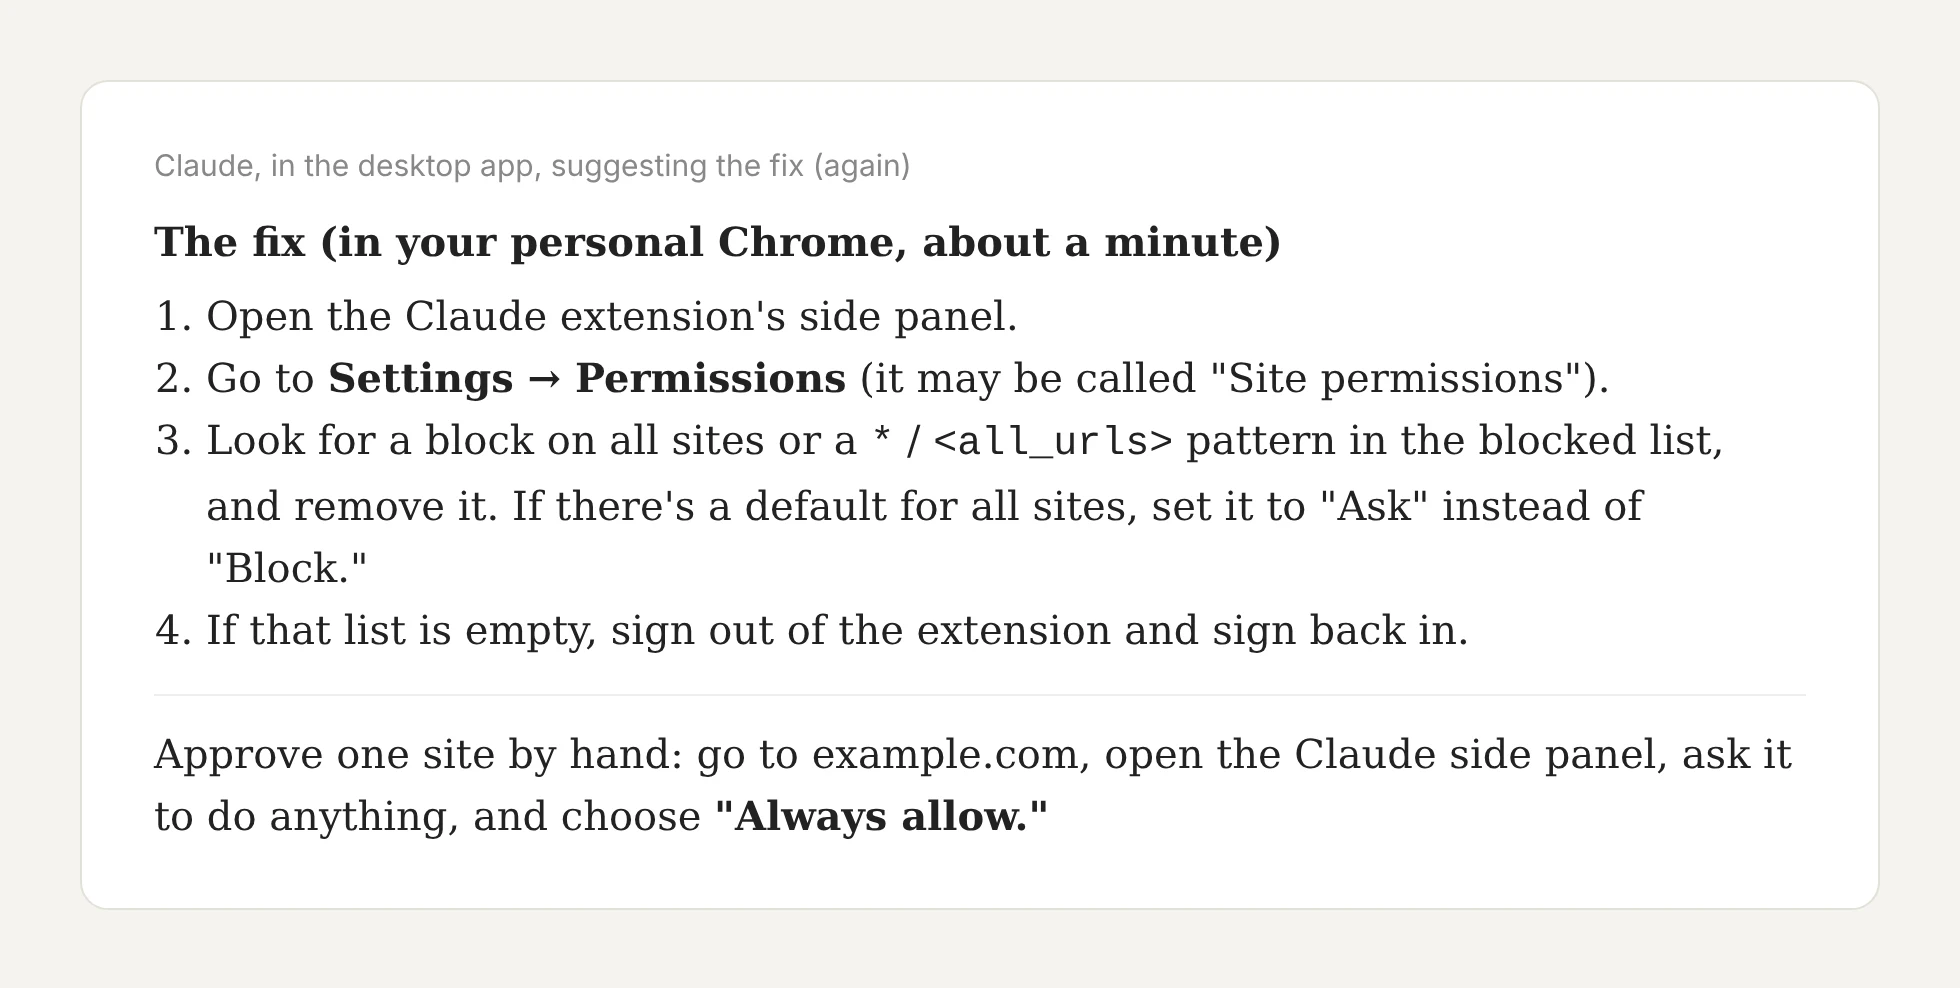 Claude, in the desktop app, suggesting the fix (again)
The fix (in your personal Chrome, about a minute)
1. Open the Claude extension's side panel.
2. Go to Settings → Permissions (it may be called "Site permissions").
3. Look for a block on all sites or a * / <all_urls> pattern in the blocked list,
and remove it. If there's a default for all sites, set it to "Ask" instead of
"Block."
4. If that list is empty, sign out of the extension and sign back in.
Approve one site by hand: go to example.com, open the Claude side panel, ask it
to do anything, and choose "Always allow."